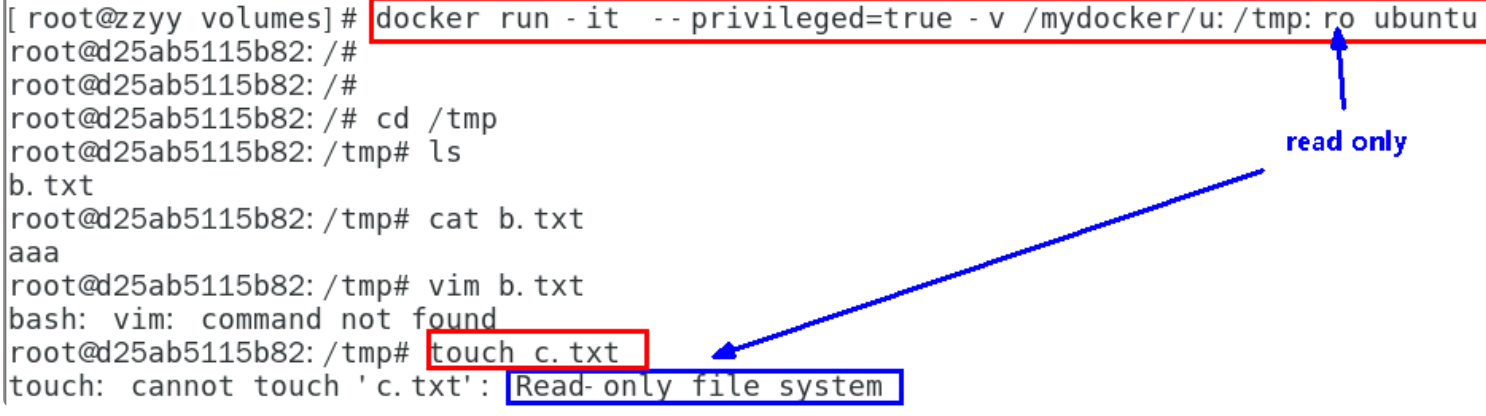 [root@zzyy volumes]# docker run -it --privileged=true -v /mydocker/u:/tmp:ro ubuntu
root@d25ab5115b82:/#
root@d25ab5115b82:/#
root@d25ab5115b82:/# cd /tmp
root@d25ab5115b82:/tmp# ls
read only
b.txt
root@d25ab5115b82:/tmp# cat b.txt
aaa
root@d25ab5115b82:/tmp# vim b.txt
bash: vim: command not found
root@d25ab5115b82:/tmp# touch c.txt
touch: cannot touch 'c.txt': Read-only file system